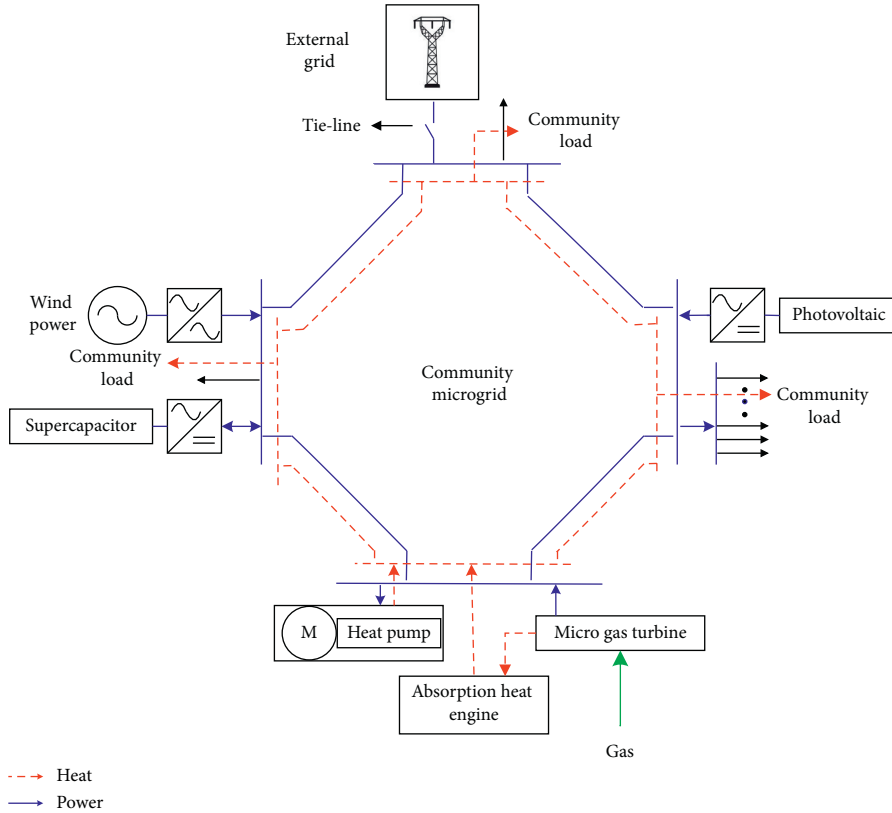 External
grid
Tie-line
Community
load
Wind
power
Community
load
Photovoltaic
Community
microgrid
Community
load
Supercapacitor
M
Heat pump
Micro gas turbine
Absorption heat
engine
Gas
Heat
Power